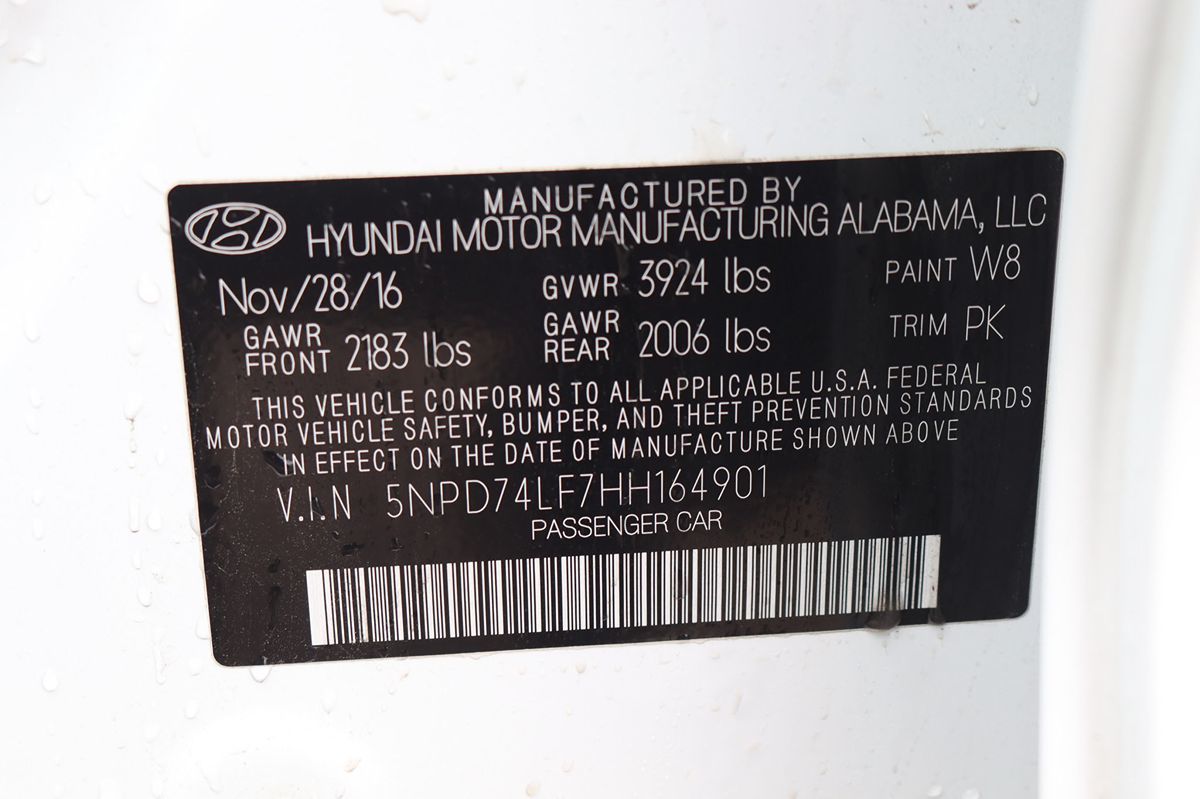 MANUFACTURED BY
HYUNDAI MOTOR MANUFACTURING ALABAMA, LLC
Nov/28/16 GVWR 3924 lbs PAINT W8
GAWR FRONT 2183 lbs GAWR REAR 2006 lbs TRIM PK
THIS VEHICLE CONFORMS TO ALL APPLICABLE U.S.A. FEDERAL
MOTOR VEHICLE SAFETY, BUMPER, AND THEFT PREVENTION STANDARDS
IN EFFECT ON THE DATE OF MANUFACTURE SHOWN ABOVE
V.I.N 5NPD74LF7HH164901
PASSENGER CAR